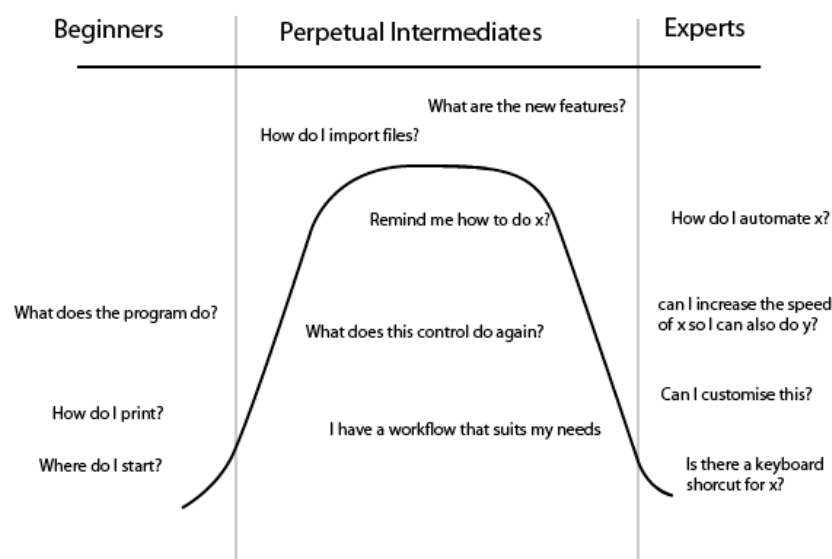 Beginners
Perpetual Intermediates
Experts
What are the new features?
How do I import files?
Remind me how to do x?
How do I automate x?
What does the program do?
can I increase the speed
of x so I can also do y?
What does this control do again?
Can I customise this?
How do I print?
I have a workflow that suits my needs
Where do I start?
Is there a keyboard
shorcut for x?